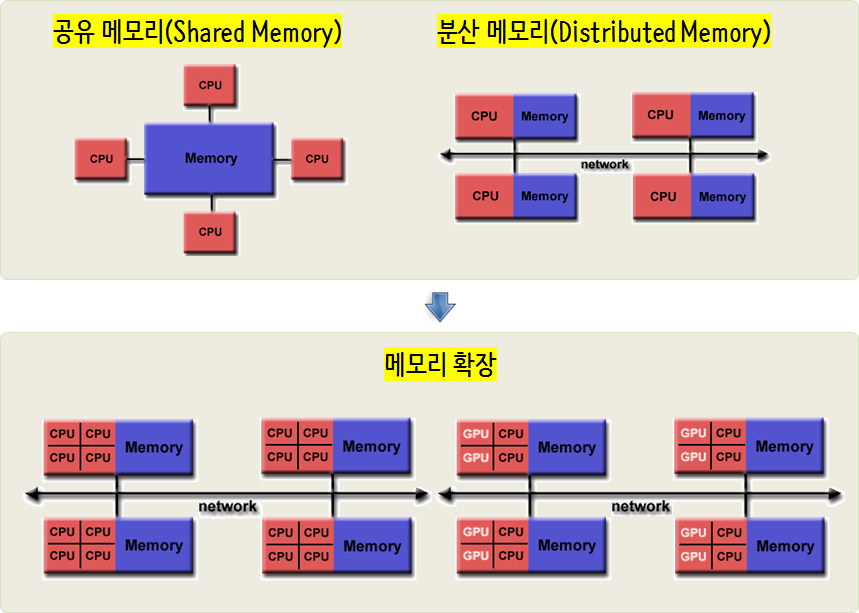 공유 메모리(Shared Memory)
CPU
CPU
Memory
CPU
CPU
분산 메모리(Distributed Memory)
CPU Memory
CPU Memory
network
CPU Memory
CPU Memory
메모리 확장
CPU CPU
CPU CPU
Memory
CPU CPU
CPU CPU
Memory
network
CPU CPU
CPU CPU
Memory
CPU CPU
CPU CPU
Memory
GPU CPU
GPU CPU
Memory
GPU CPU
GPU CPU
Memory
network
GPU CPU
GPU CPU
Memory
GPU CPU
GPU CPU
Memory